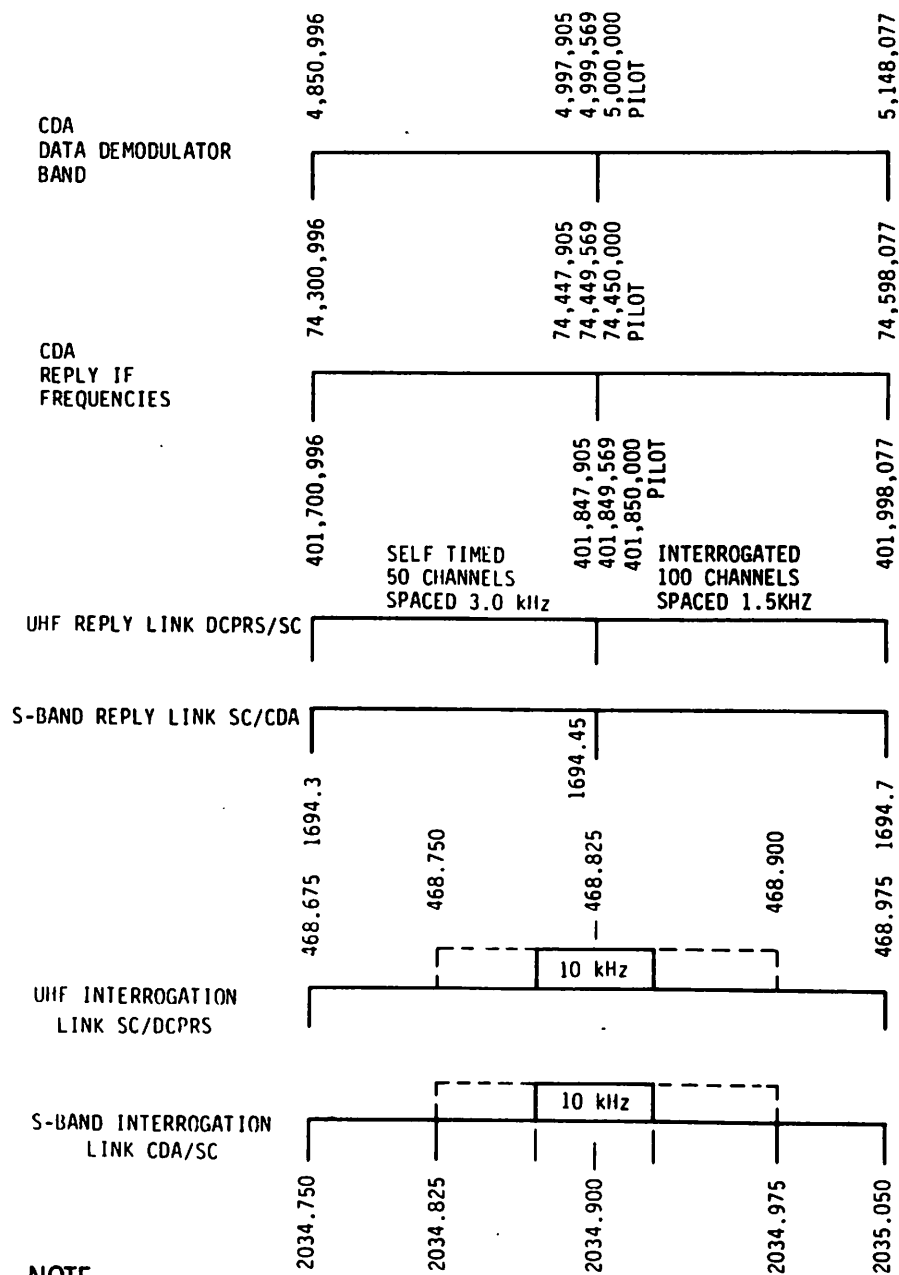 4,850,996
4,997,905
4,999,569
5,000,000
PILOT
5,148,077
CDA
DATA DEMODULATOR
BAND
74,300,996
74,447,905
74,449,569
74,450,000
PILOT
74,598,077
CDA
REPLY IF
FREQUENCIES
401,700,996
401,847,905
401,849,569
401,850,000
PILOT
401,998,077
SELF TIMED
50 CHANNELS
SPACED 3.0 kHz
INTERROGATED
100 CHANNELS
SPACED 1.5KHZ
UHF REPLY LINK DCPRS/SC
S-BAND REPLY LINK SC/CDA
1694.3
1694.45
1694.7
468.675
468.750
468.825
468.900
468.975
10 kHz
UHF INTERROGATION
LINK SC/DCPRS
10 kHz
S-BAND INTERROGATION
LINK CDA/SC
2034.750
2034.825
2034.900
2034.975
2035.050
NOTE